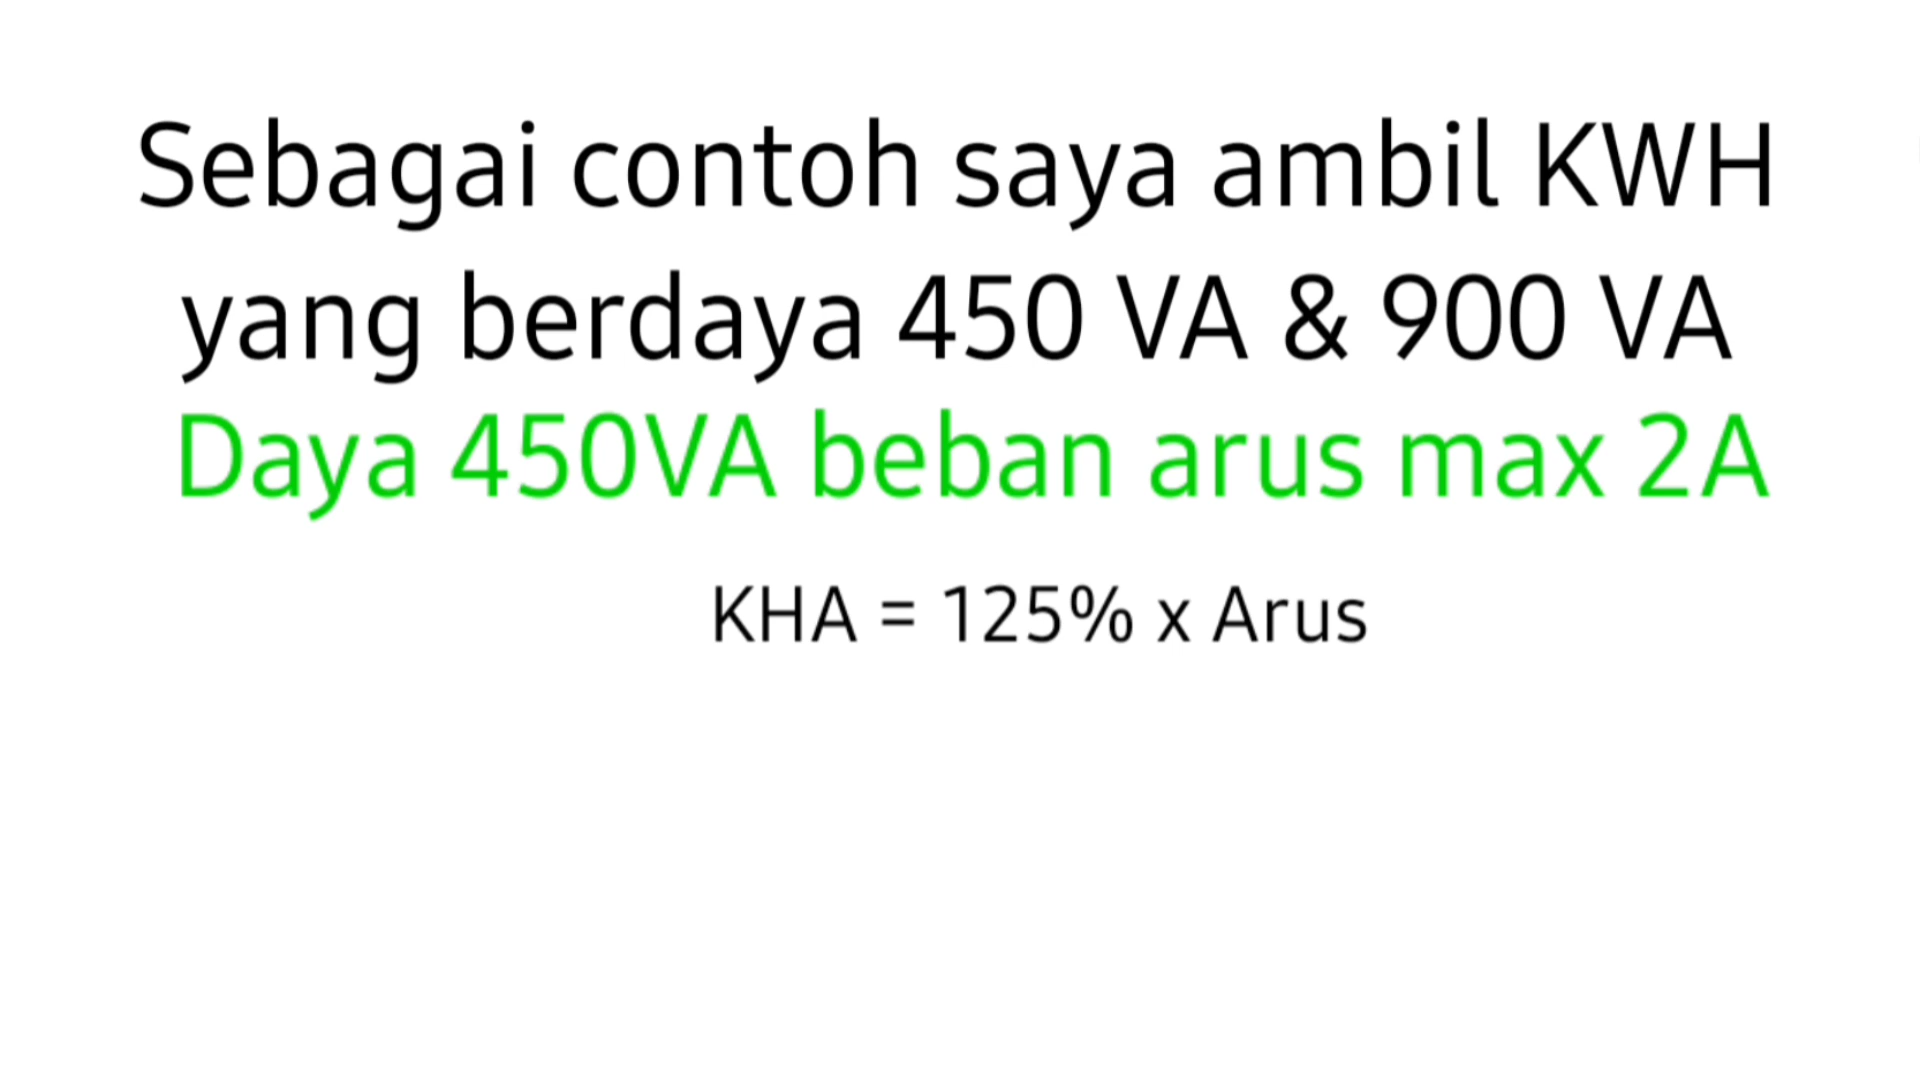 Sebagai contoh saya ambil KWH
yang berdaya 450 VA & 900 VA
Daya 450VA beban arus max 2A
KHA = 125% x Arus